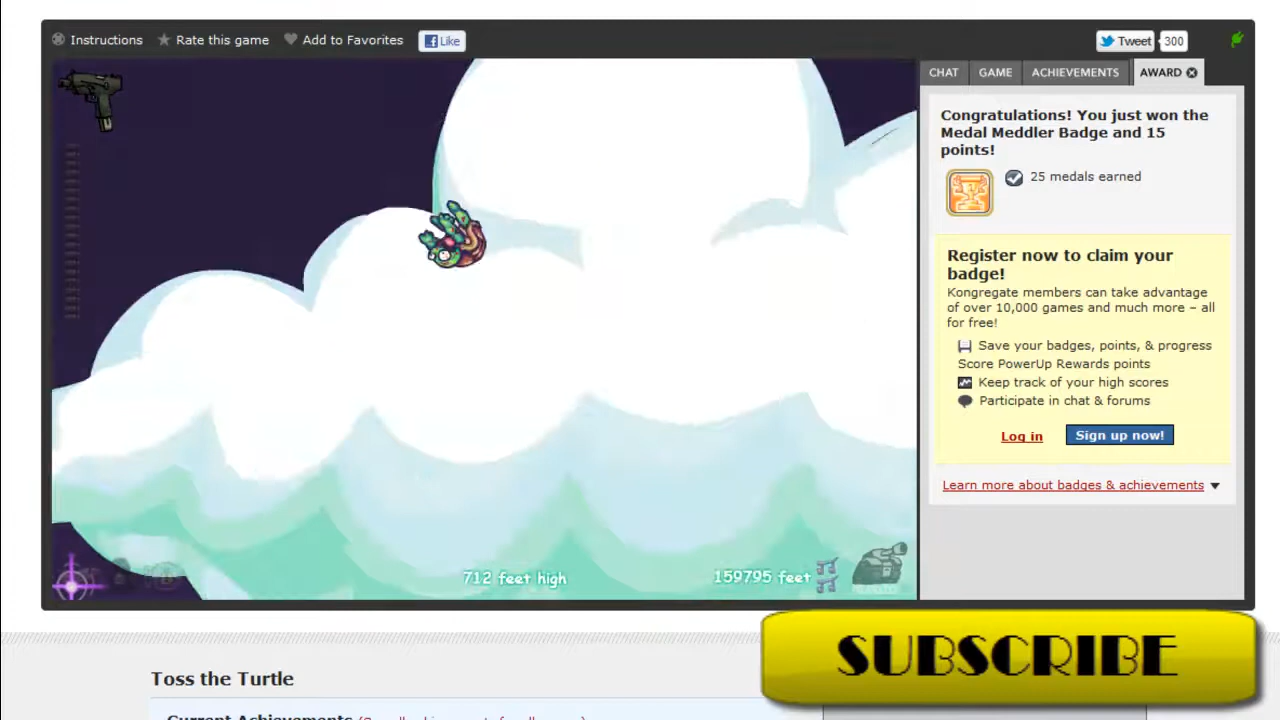 Instructions Rate this game Add to Favorites Like
Tweet 300
CHAT GAME ACHIEVEMENTS AWARD
Congratulations! You just won the
Medal Meddler Badge and 15
points!
25 medals earned
Register now to claim your
badge!
Kongregate members can take advantage
of over 10,000 games and much more – all
for free!
Save your badges, points, & progress
Score PowerUp Rewards points
Keep track of your high scores
Participate in chat & forums
Log in Sign up now!
Learn more about badges & achievements
712 feet high 159795 feet
SUBSCRIBE
Toss the Turtle
Current Achievements